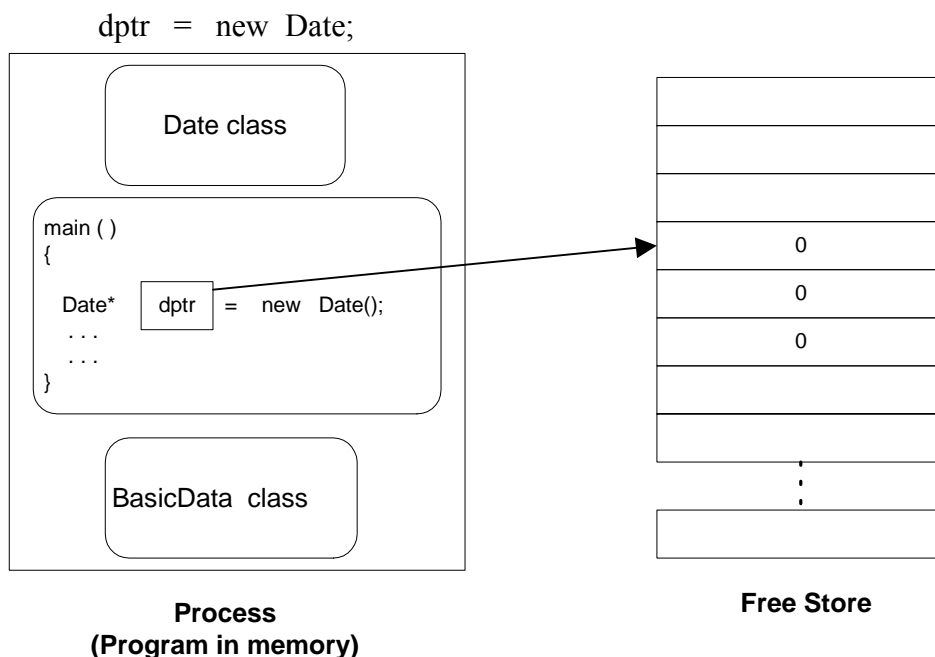 dptr = new Date;
Date class
main ( )
{
Date* dptr = new Date();
. . .
. . .
}
BasicData class
Process
(Program in memory)
0
0
0
Free Store